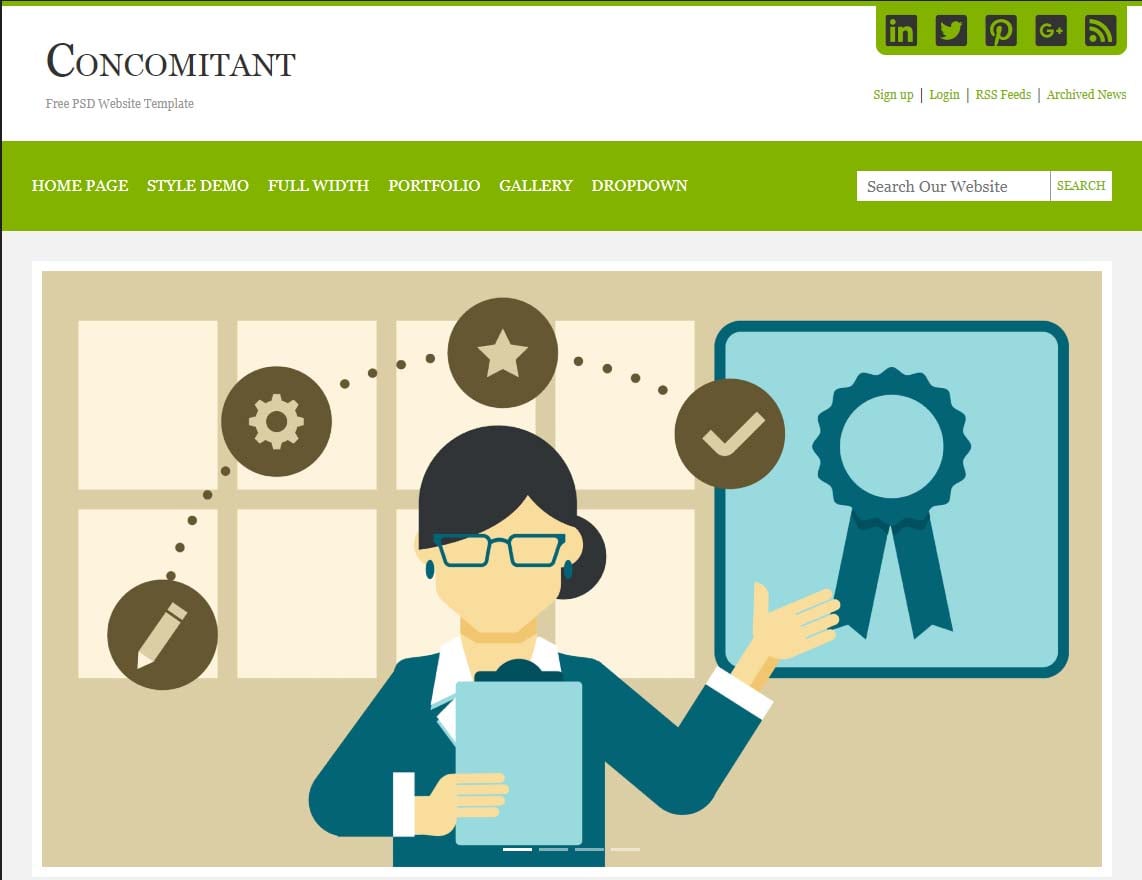 Concomitant
Free PSD Website Template
Sign up | Login | RSS Feeds | Archived News
HOME PAGE STYLE DEMO FULL WIDTH PORTFOLIO GALLERY DROPDOWN
Search Our Website SEARCH